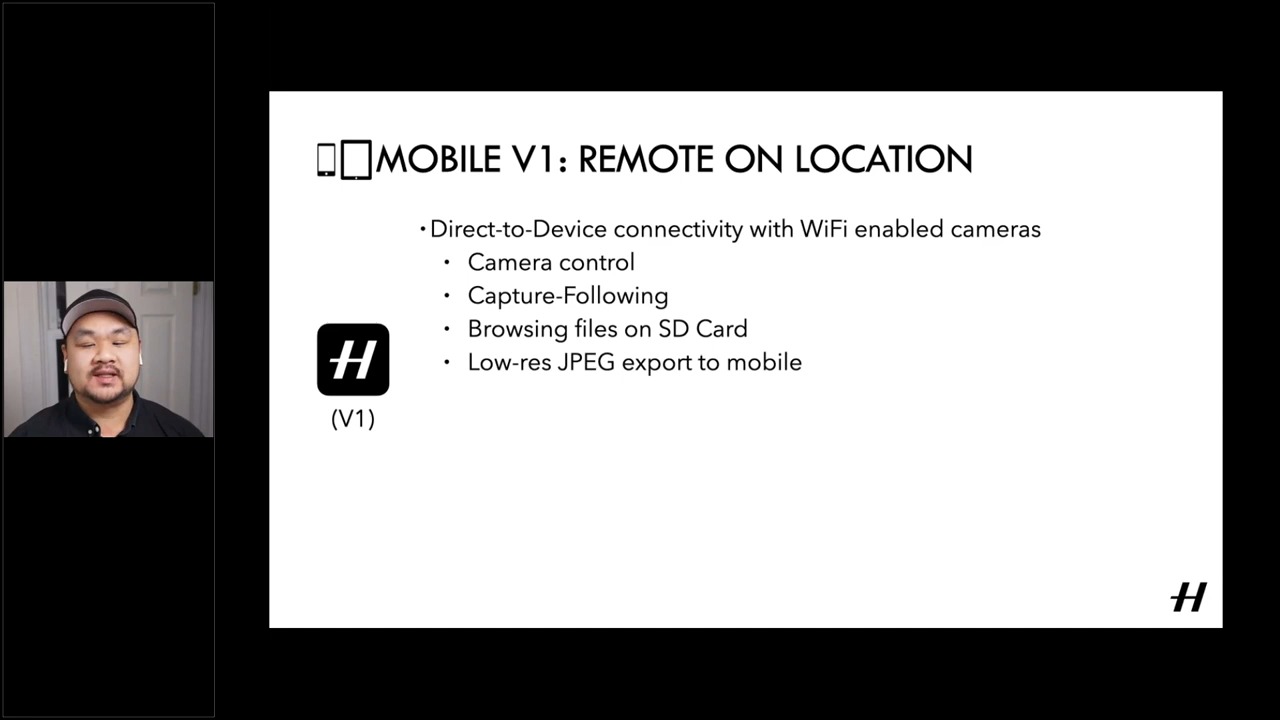 MOBILE V1: REMOTE ON LOCATION
•Direct-to-Device connectivity with WiFi enabled cameras
• Camera control
• Capture-Following
• Browsing files on SD Card
• Low-res JPEG export to mobile
H
(V1)
H